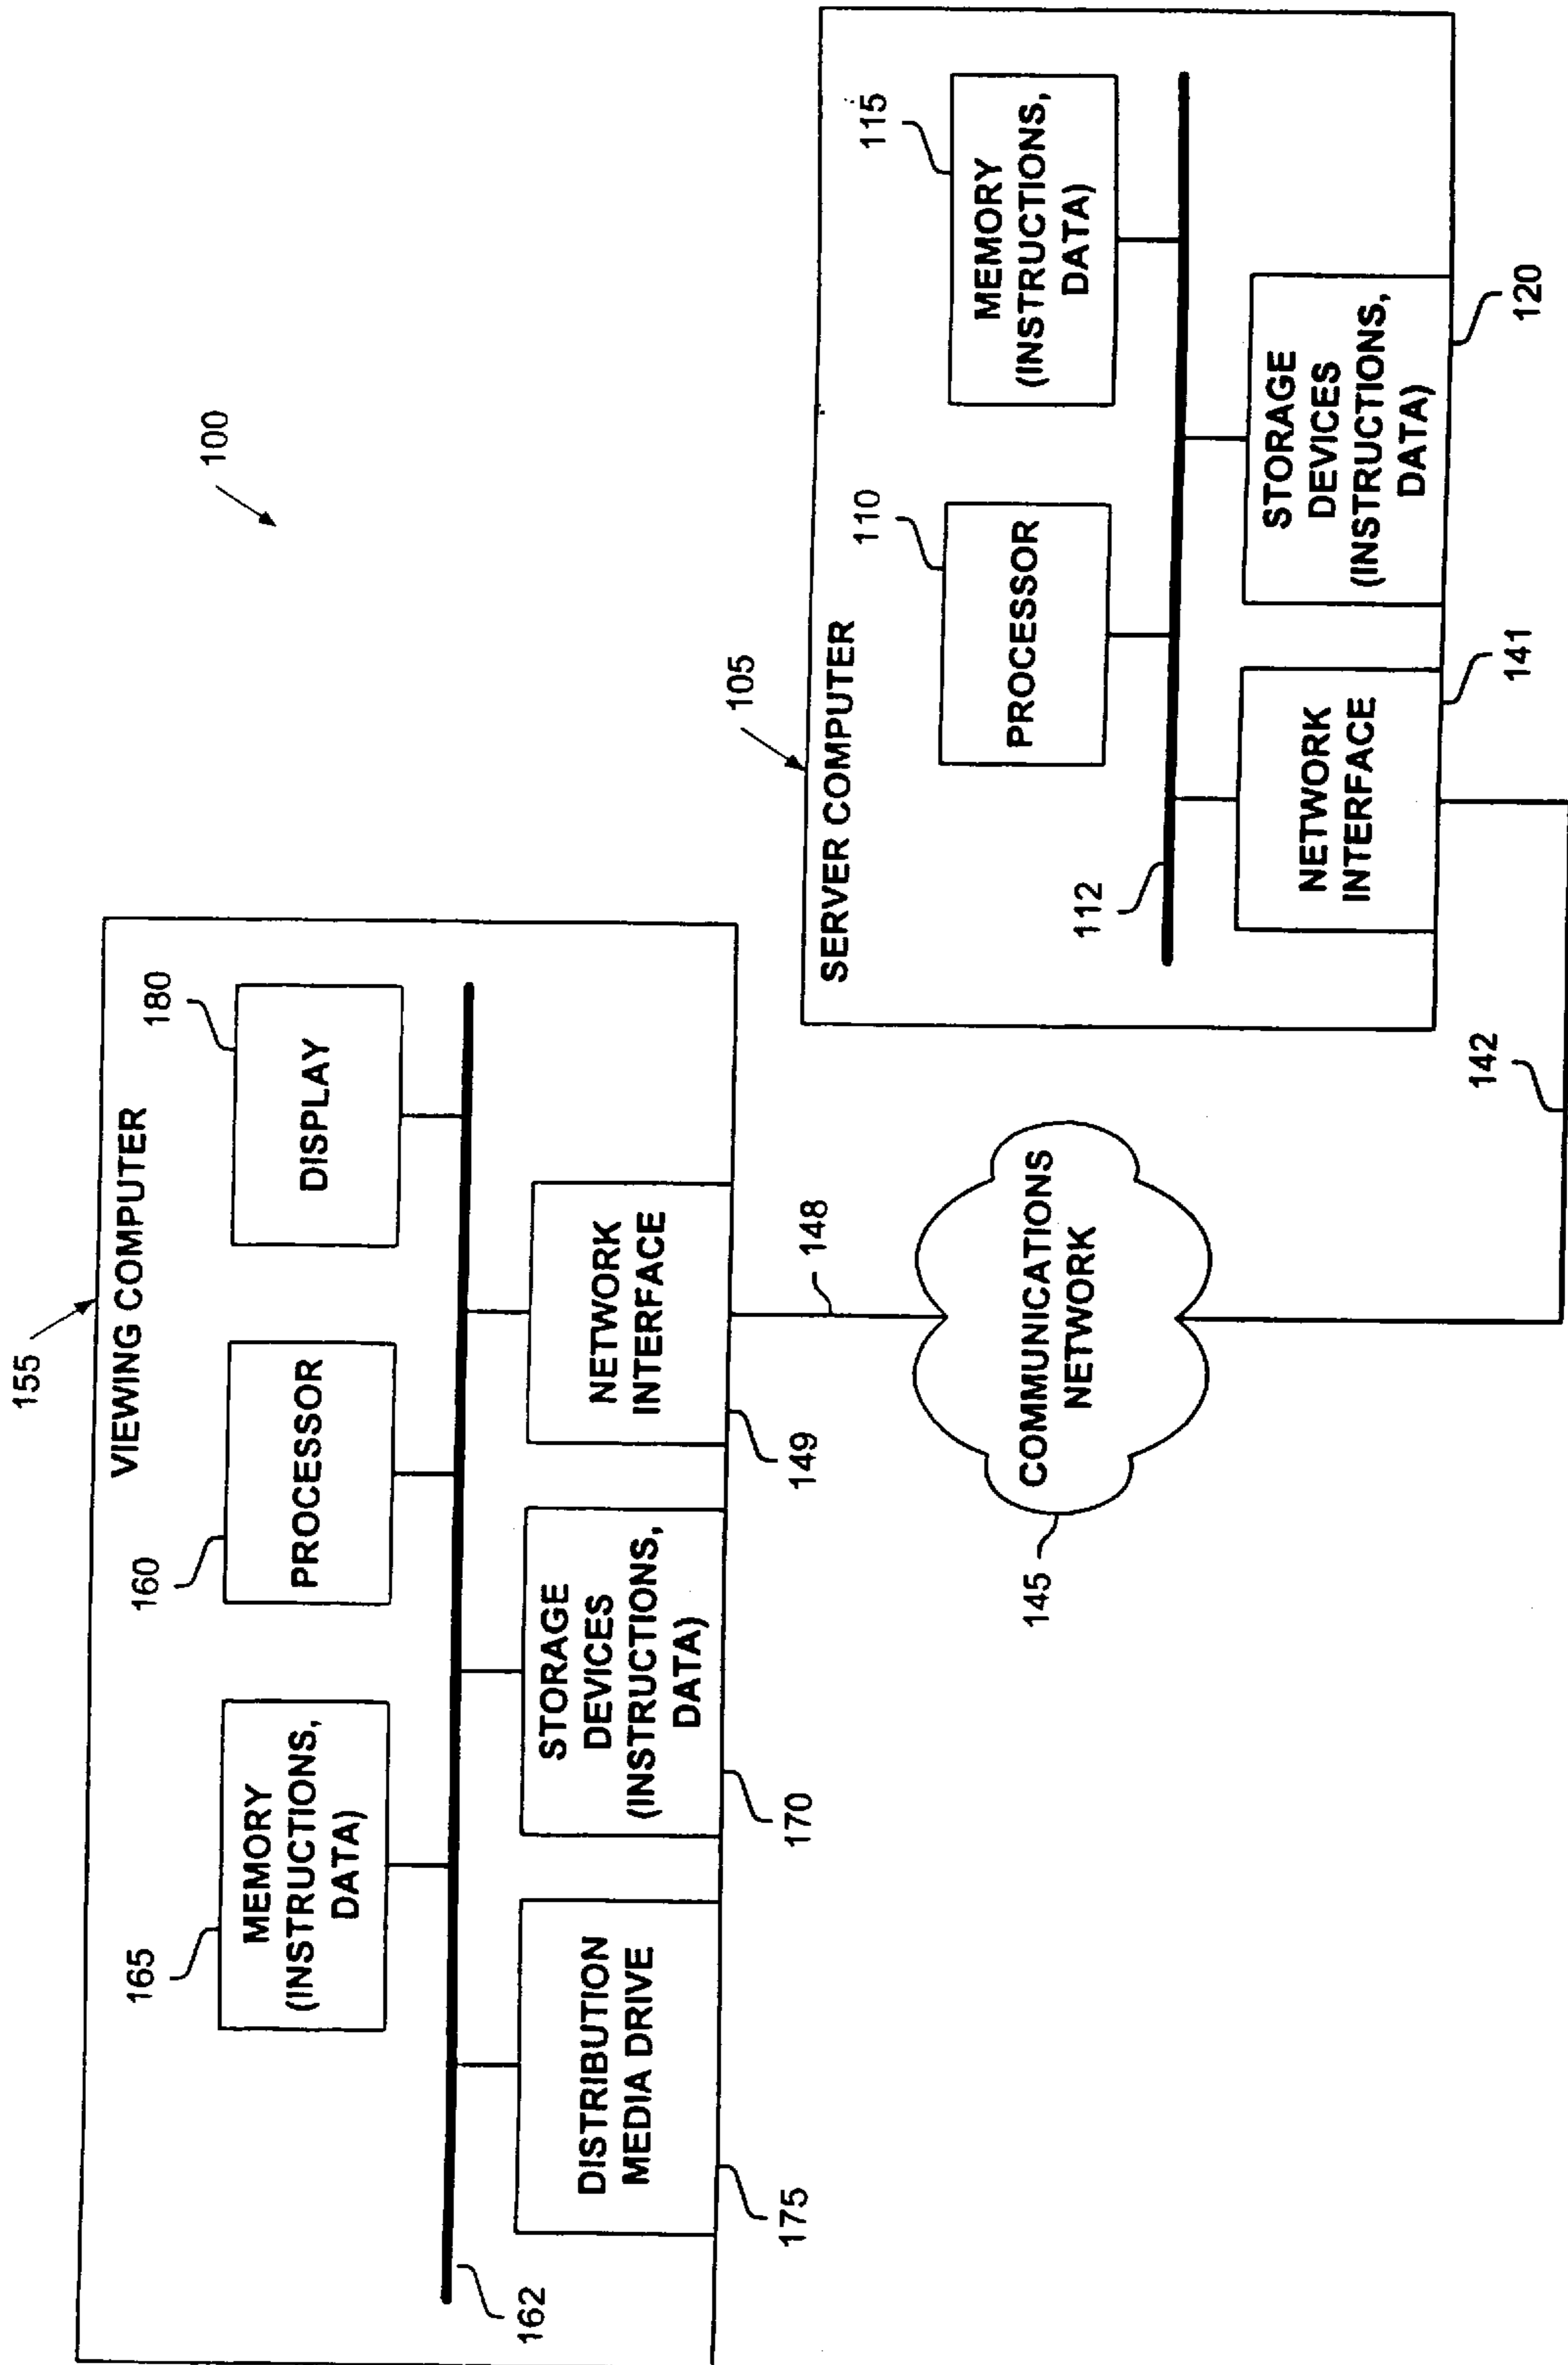 100
155
VIEWING COMPUTER
165
MEMORY
(INSTRUCTIONS,
DATA)
160
PROCESSOR
180
DISPLAY
162
DISTRIBUTION
MEDIA DRIVE
175
STORAGE
DEVICES
(INSTRUCTIONS,
DATA)
170
NETWORK
INTERFACE
149
148
COMMUNICATIONS
NETWORK
145
142
105
SERVER COMPUTER
110
PROCESSOR
115
MEMORY
(INSTRUCTIONS,
DATA)
112
NETWORK
INTERFACE
141
STORAGE
DEVICES
(INSTRUCTIONS,
DATA)
120